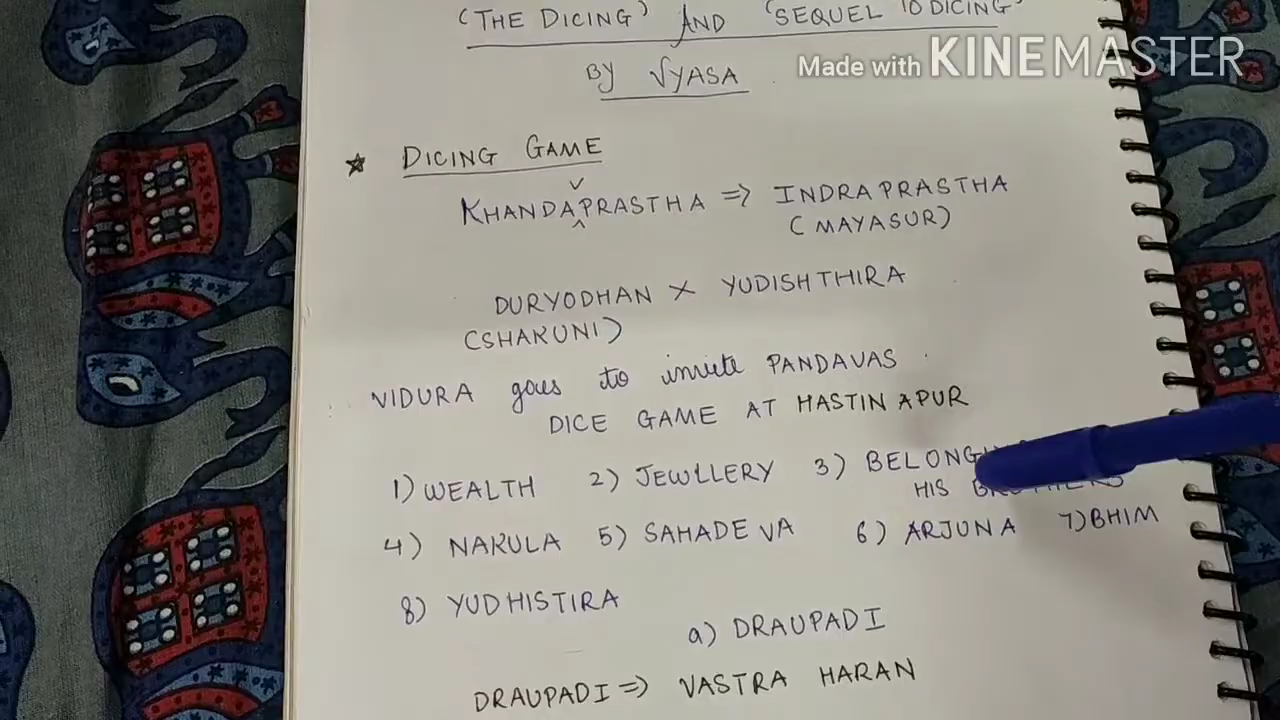 (THE DICING) AND (SEQUEL TO DICING)
Made with KINEMASTER
BY VYASA
DICING GAME
KHANDAPRASTHA => INDRAPRASTHA
(MAYASUR)
DURYODHAN X YUDISHTHIRA
(SHAKUNI)
VIDURA goes to invite PANDAVAS
DICE GAME AT HASTINAPUR
1) WEALTH 2) JEWLLERY 3)
HIS
4) NAKULA 5) SAHADEVA 6) ARJUNA 7) BHIM
8) YUDHISTIRA
a) DRAUPADI
DRAUPADI => VASTRA HARAN